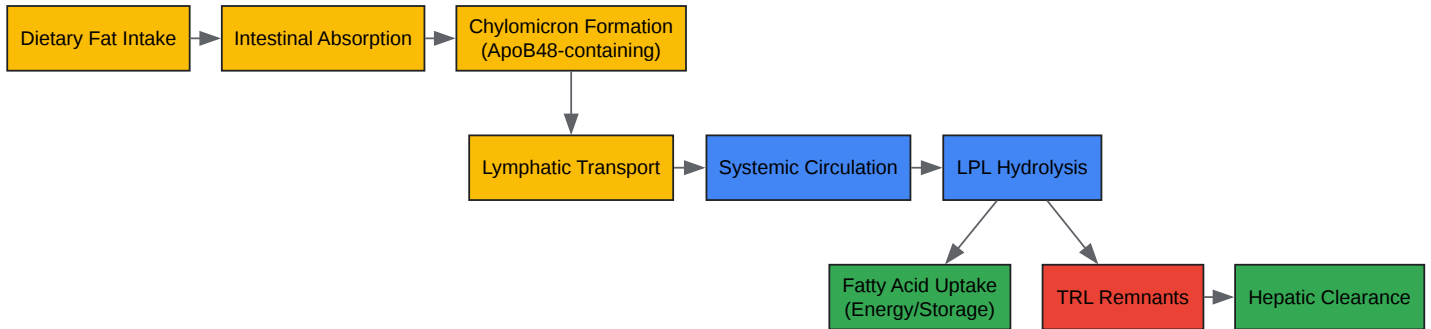 Dietary Fat Intake
Intestinal Absorption
Chylomicron Formation
(ApoB48-containing)
Lymphatic Transport
Systemic Circulation
LPL Hydrolysis
Fatty Acid Uptake
(Energy/Storage)
TRL Remnants
Hepatic Clearance